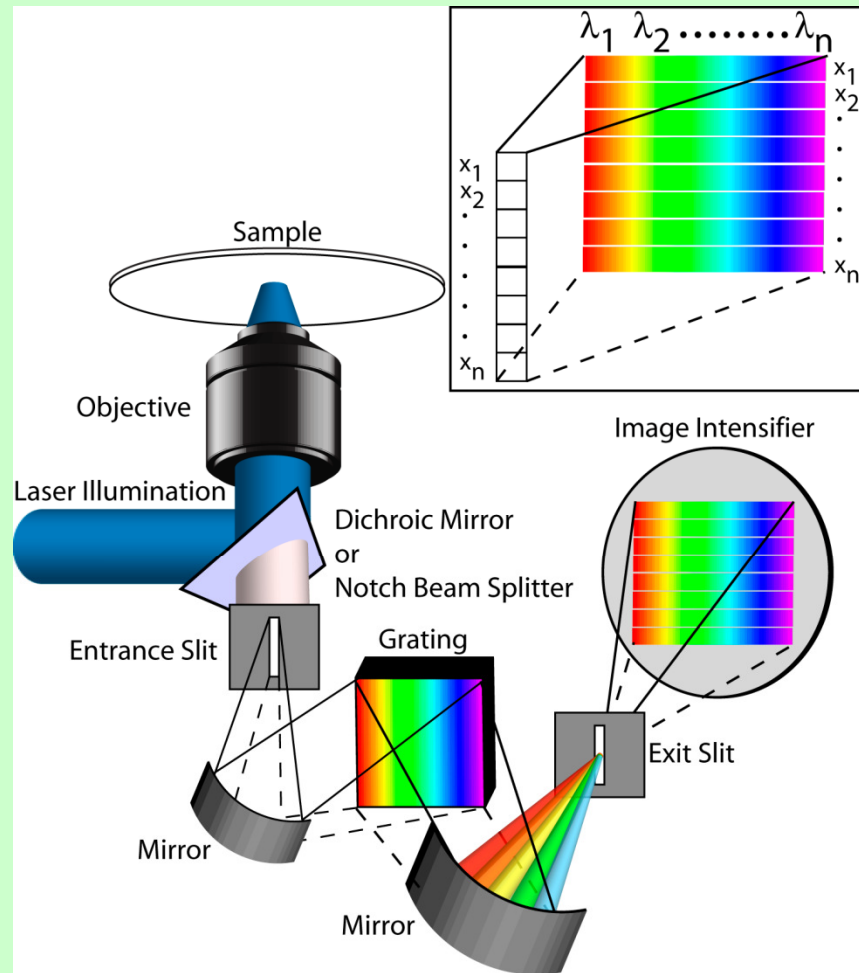 λ1 λ2 ········ λn
x1
x2
·
·
·
·
·
xn
x1
x2
·
·
·
·
·
xn
Sample
Objective
Laser Illumination
Dichroic Mirror
or
Notch Beam Splitter
Image Intensifier
Entrance Slit
Grating
Exit Slit
Mirror
Mirror